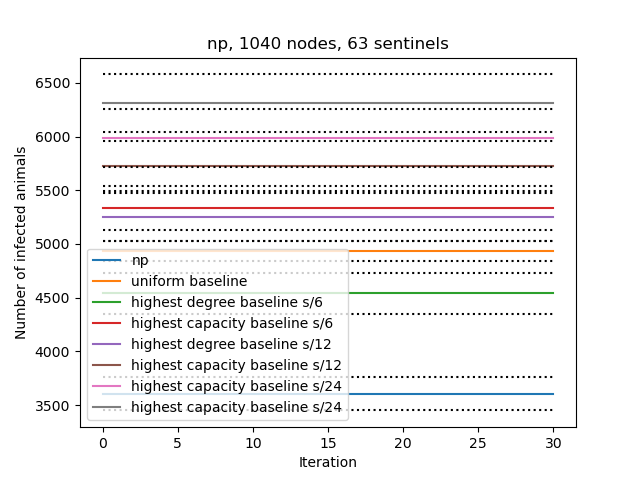 np, 1040 nodes, 63 sentinels
6500
6000
5500
5000
4500
4000
3500
Number of infected animals
np
uniform baseline
highest degree baseline s/6
highest capacity baseline s/6
highest degree baseline s/12
highest capacity baseline s/12
highest capacity baseline s/24
highest capacity baseline s/24
0 5 10 15 20 25 30
Iteration